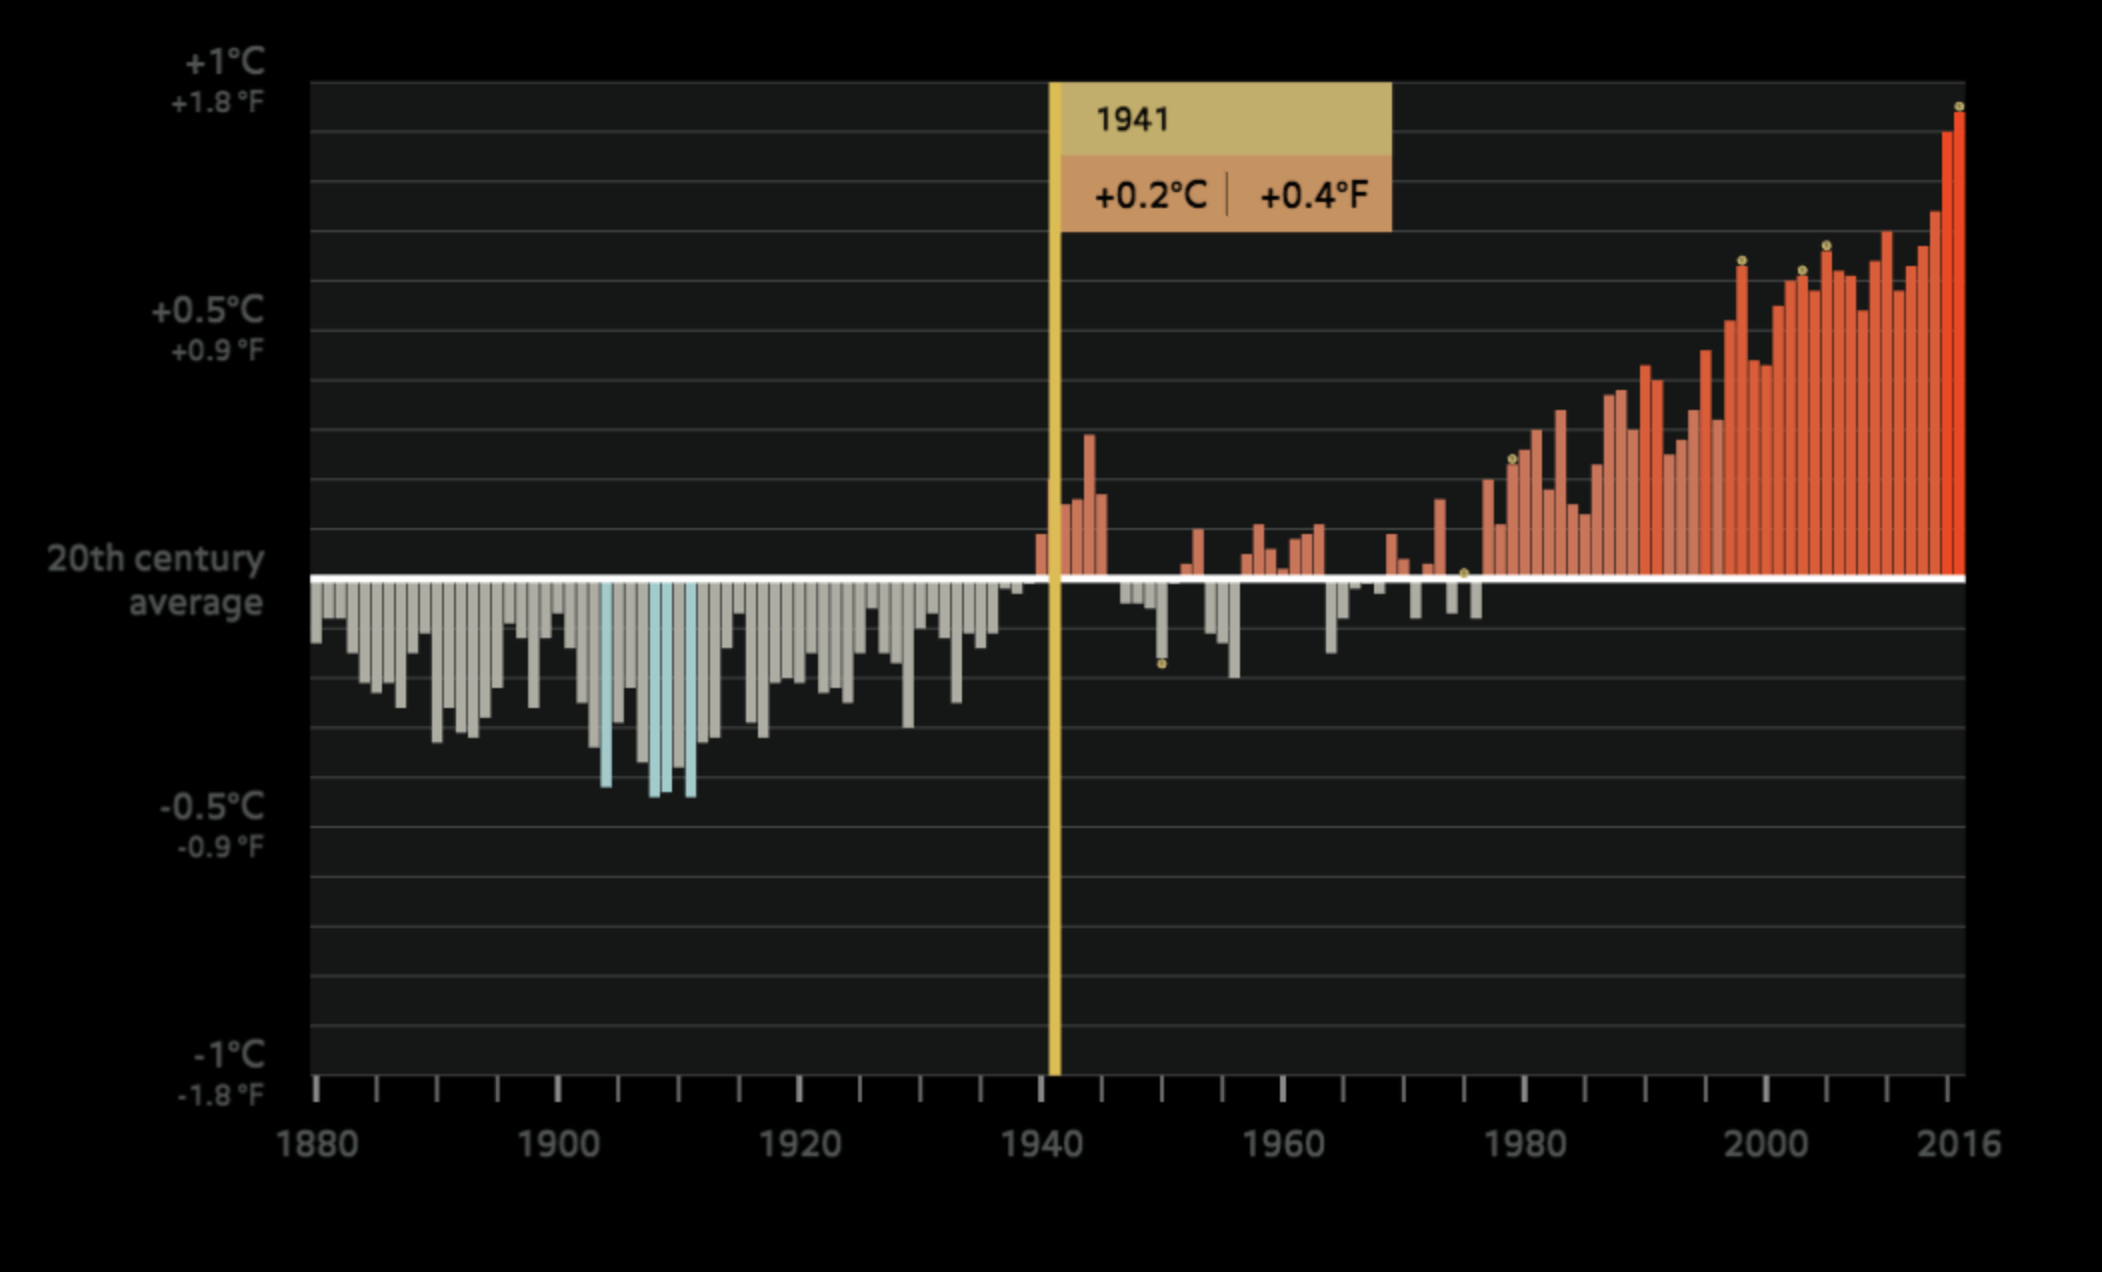 +1°C
+1.8 °F
1941
+0.2°C | +0.4°F
+0.5°C
+0.9 °F
20th century
average
-0.5°C
-0.9 °F
-1°C
-1.8 °F
1880 1900 1920 1940 1960 1980 2000 2016